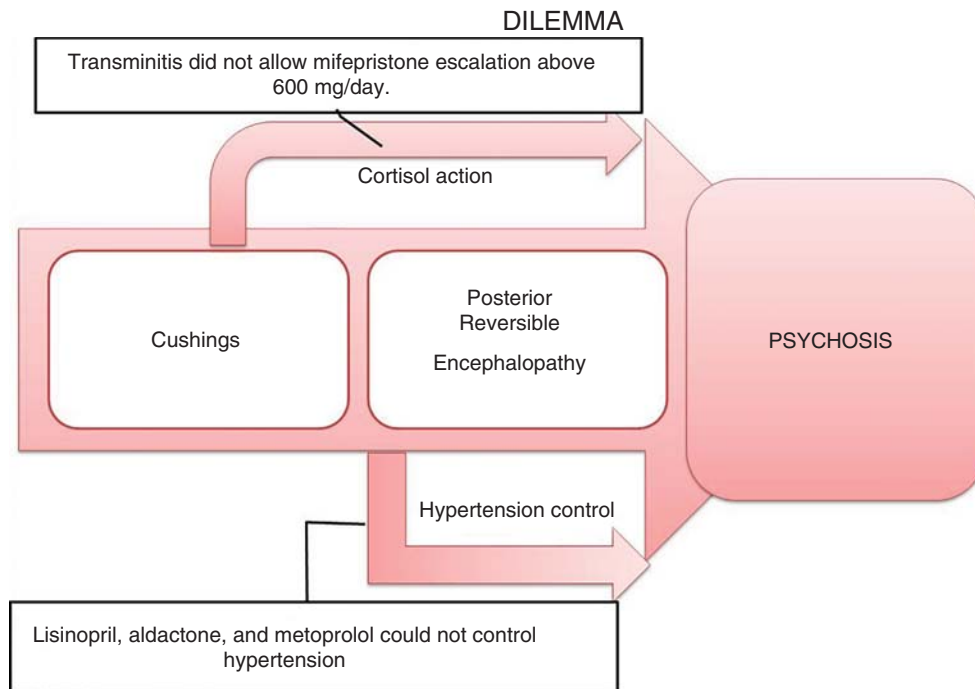 DILEMMA
Transminitis did not allow mifepristone escalation above
600 mg/day.
Cortisol action
Cushings
Posterior
Reversible
Encephalopathy
PSYCHOSIS
Hypertension control
Lisinopril, aldactone, and metoprolol could not control
hypertension